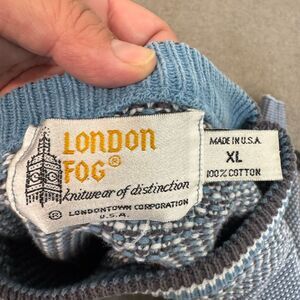 LONDON
FOG®
knitwear of distinction
® LONDONTOWN CORPORATION
U.S.A.
MADE IN U.S.A.
XL
100% COTTON